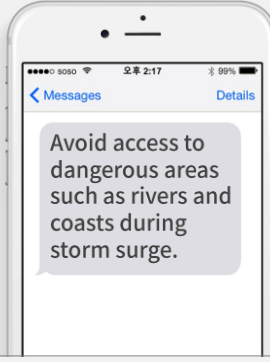 soso 오후 2:17 99%
Messages Details
Avoid access to
dangerous areas
such as rivers and
coasts during
storm surge.